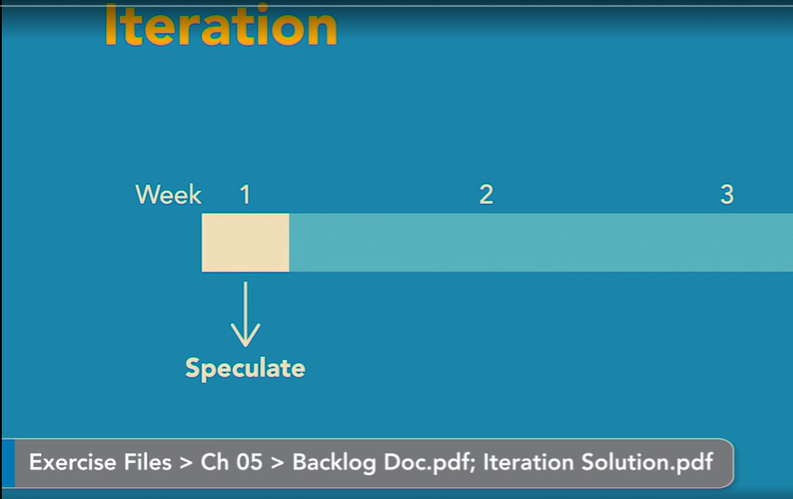 Iteration
Week 1 2 3
Speculate
Exercise Files > Ch 05 > Backlog Doc.pdf; Iteration Solution.pdf